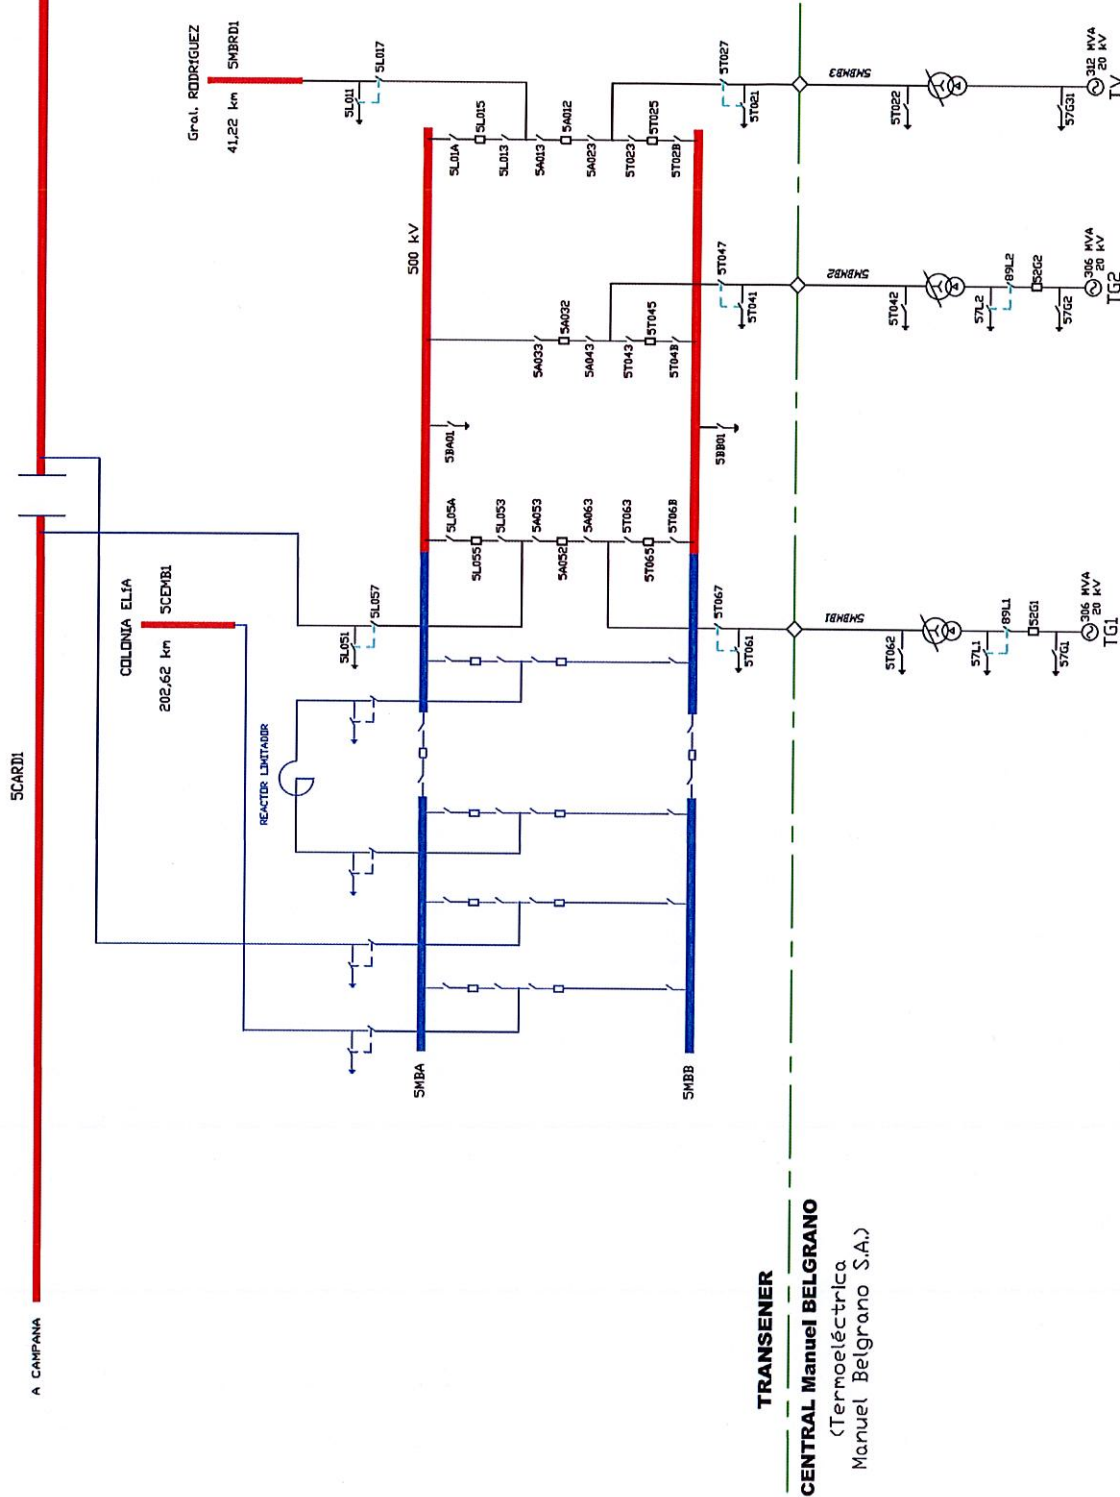 A CAMPANA
5CARD1
COLONIA ELIA
202,62 km 5CEMB1
Gral. RODRIGUEZ
41,22 km 5MBRD1
REACTOR LIMITADOR
5L051
5L057
5L011
5L017
500 kV
5MBA
5MBB
5L05A
5L055
5L053
5A053
5A052
5A063
5T063
5T065
5T06B
5BA01
5BB01
5A033
5A032
5A043
5T043
5T045
5T04B
5L01A
5L015
5L013
5A013
5A012
5A023
5T023
5T025
5T02B
5T067
5T061
5T047
5T041
5T027
5T021
TRANSENER
CENTRAL Manuel BELGRANO
(Termoeléctrica
Manuel Belgrano S.A.)
5MBMB1
5T062
57L1
89L1
52G1
57G1
306 MVA
20 kV
TG1
5MBMB2
5T042
57L2
89L2
52G2
57G2
306 MVA
20 kV
TG2
5MBMB3
5T022
57G31
312 MVA
20 kV
TV